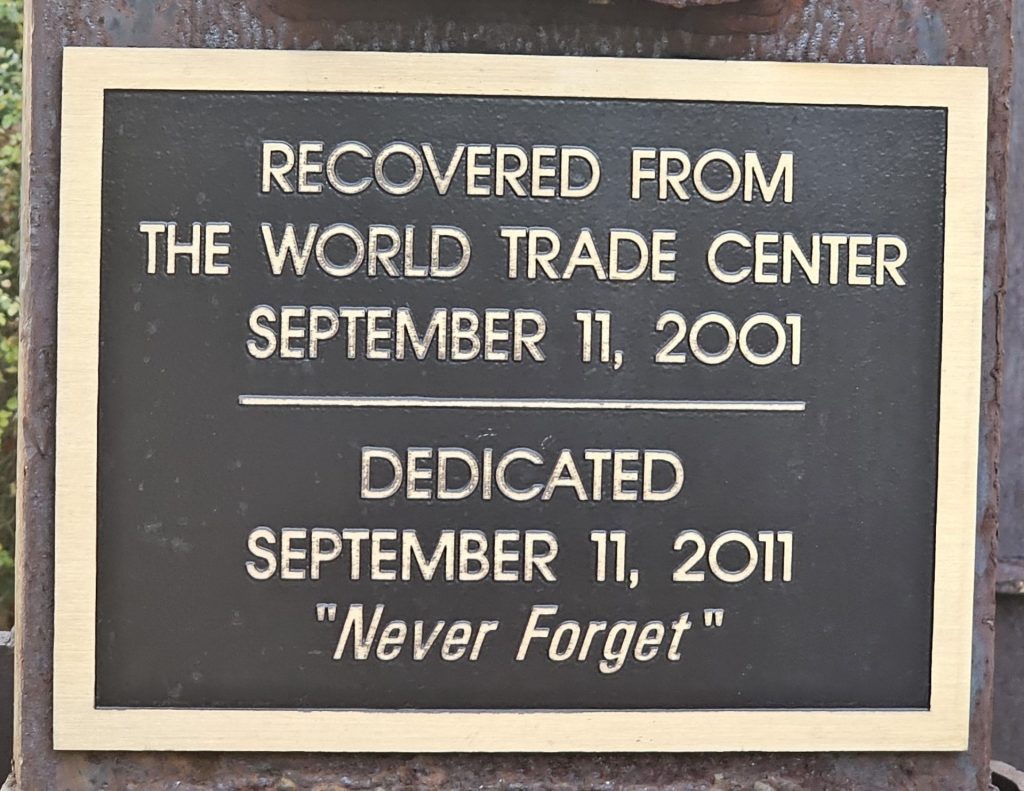 RECOVERED FROM
THE WORLD TRADE CENTER
SEPTEMBER 11, 2001
DEDICATED
SEPTEMBER 11, 2011
"Never Forget"